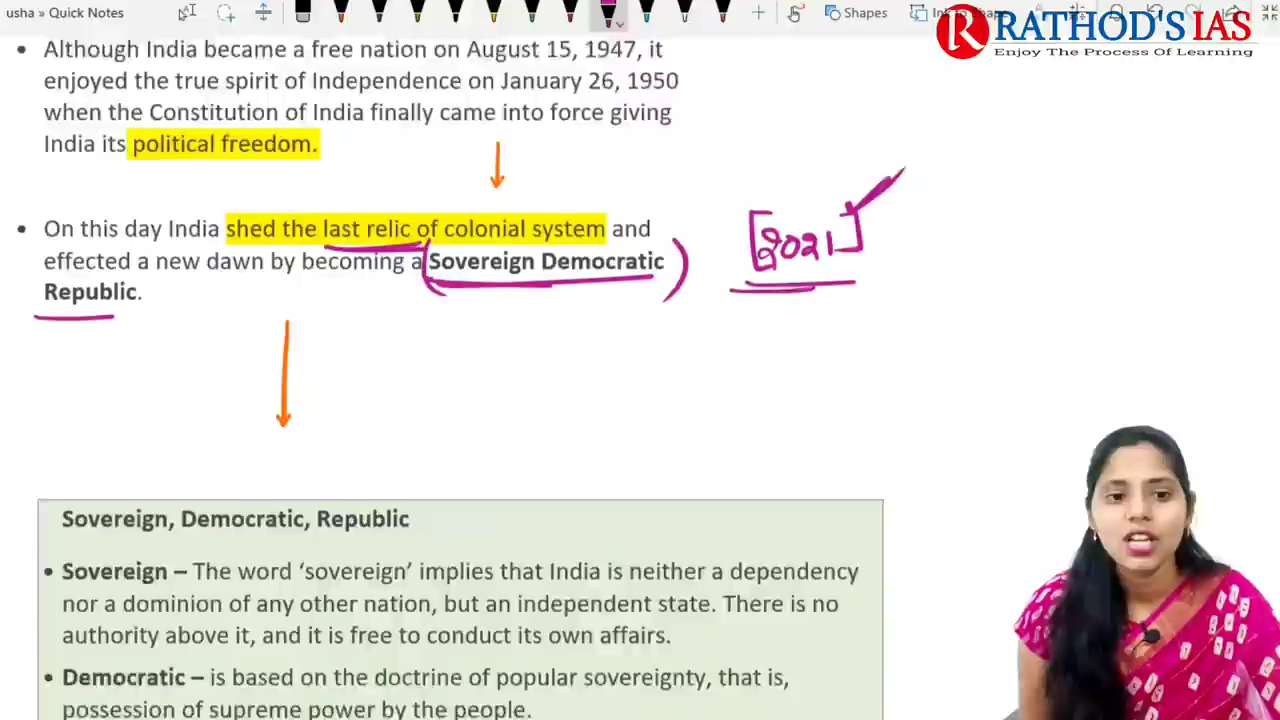 usha » Quick Notes
Shapes
RATHOD'S IAS
Enjoy The Process Of Learning
• Although India became a free nation on August 15, 1947, it
enjoyed the true spirit of Independence on January 26, 1950
when the Constitution of India finally came into force giving
India its political freedom.
• On this day India shed the last relic of colonial system and
effected a new dawn by becoming a Sovereign Democratic
Republic.
[2021]
Sovereign, Democratic, Republic
• Sovereign – The word ‘sovereign’ implies that India is neither a dependency
nor a dominion of any other nation, but an independent state. There is no
authority above it, and it is free to conduct its own affairs.
• Democratic – is based on the doctrine of popular sovereignty, that is,
possession of supreme power by the people.